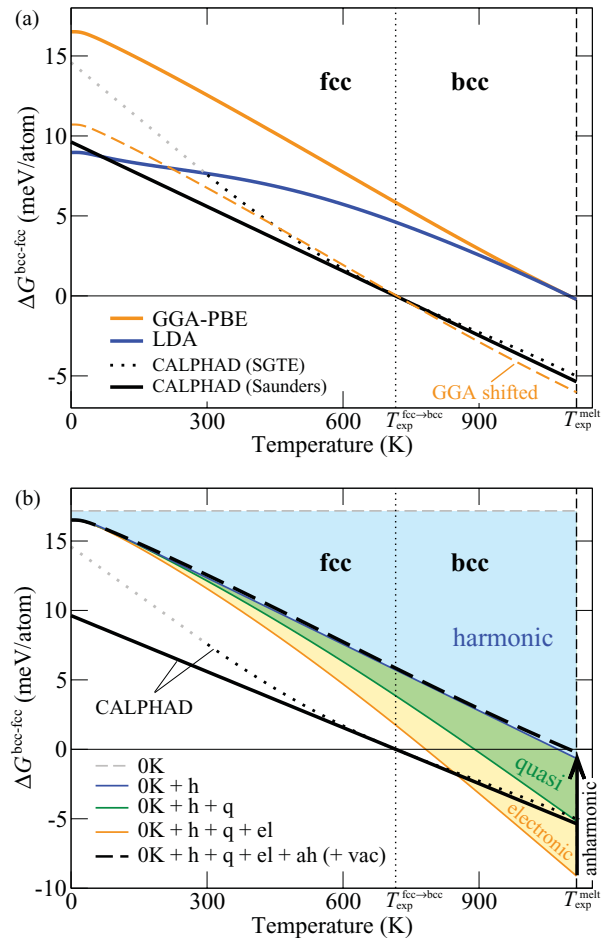 (a)
15
10
5
0
-5
ΔG^bcc-fcc (meV/atom)
fcc
bcc
GGA-PBE
LDA
CALPHAD (SGTE)
CALPHAD (Saunders)
GGA shifted
0
300
600
T_exp^fcc→bcc
900
T_exp^melt
Temperature (K)
(b)
15
10
5
0
-5
-10
ΔG^bcc-fcc (meV/atom)
fcc
bcc
harmonic
CALPHAD
quasi
electronic
anharmonic
0K
0K + h
0K + h + q
0K + h + q + el
0K + h + q + el + ah (+ vac)
0
300
600
T_exp^fcc→bcc
900
T_exp^melt
Temperature (K)